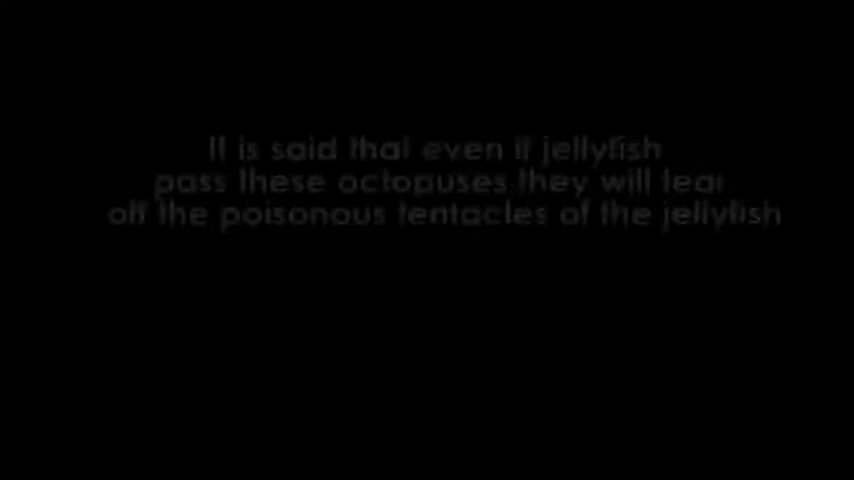 It is said that even if jellyfish
pass these octopuses they will tear
off the poisonous tentacles of the jellyfish